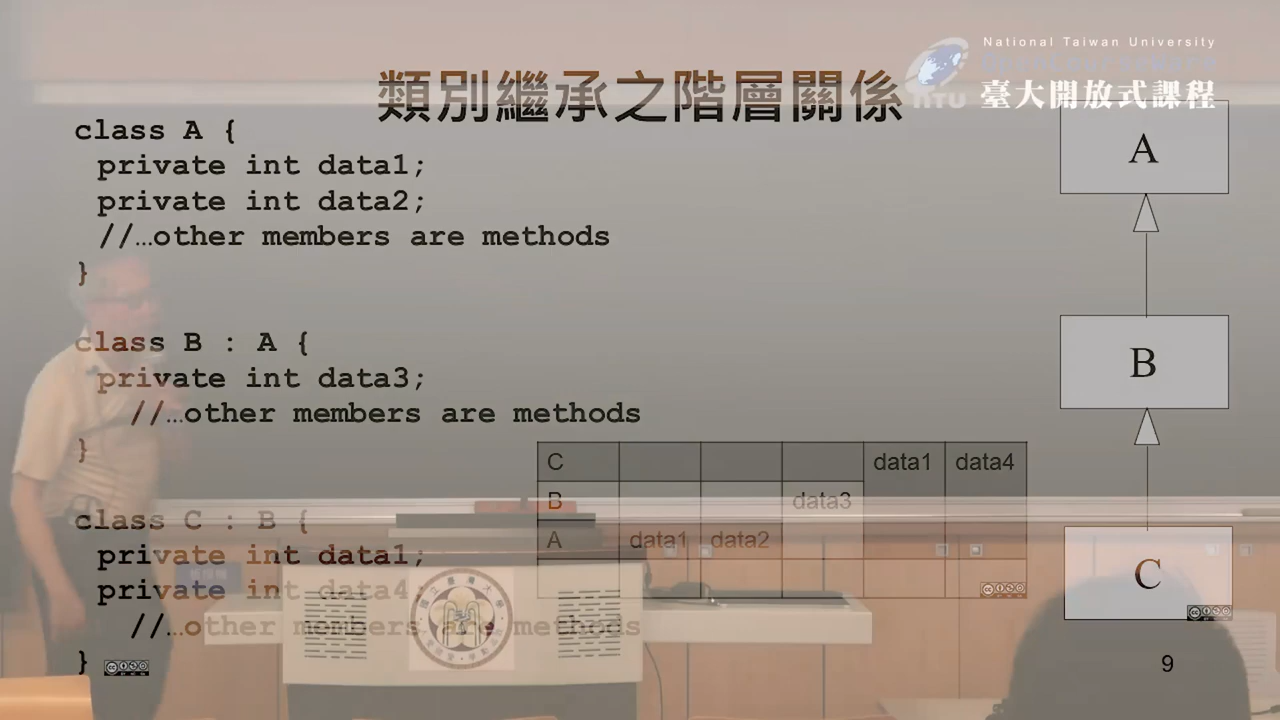 National Taiwan University
OPENCOURSEWARE
NTU 臺大開放式課程
類別繼承之階層關係
class A {
private int data1;
private int data2;
//…other members are methods
}
class B : A {
private int data3;
//…other members are methods
}
class C : B {
private int data1;
private int data4;
//…other members are methods
}
A
B
C
C data1 data4
B data3
A data1 data2
9